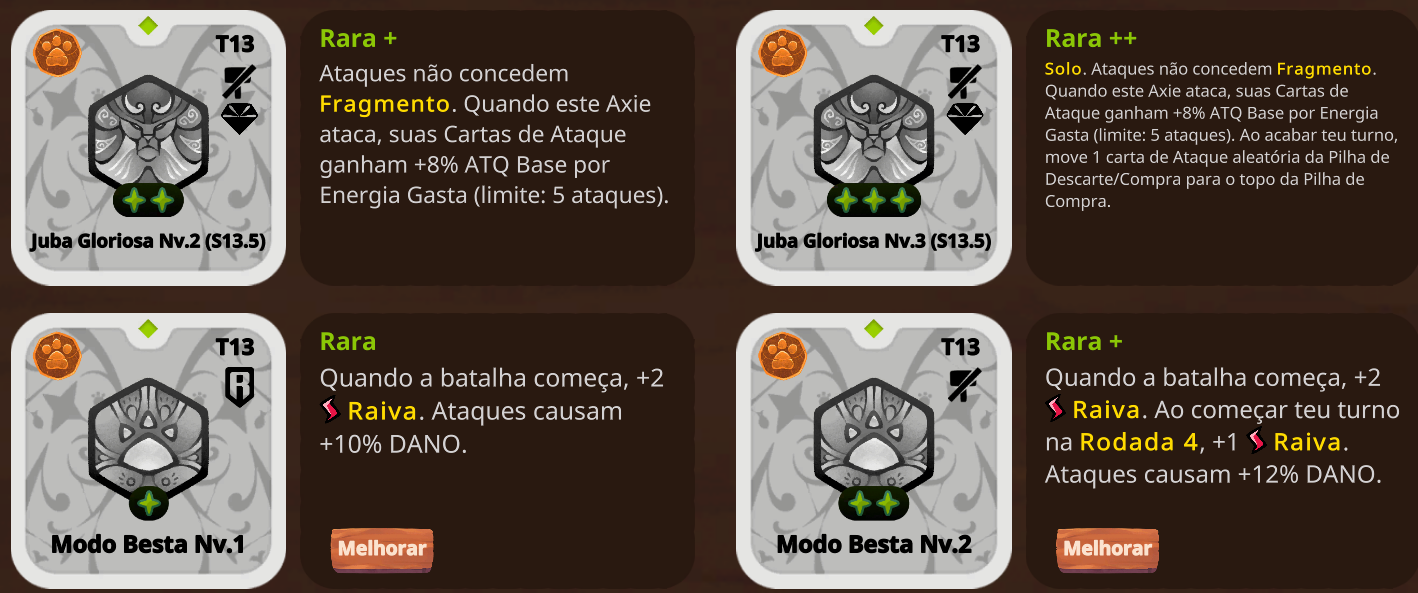 T13
Juba Gloriosa Nv.2 (S13.5)
Rara +
Ataques não concedem
Fragmento. Quando este Axie
ataca, suas Cartas de Ataque
ganham +8% ATQ Base por
Energia Gasta (limite: 5 ataques).
T13
Juba Gloriosa Nv.3 (S13.5)
Rara ++
Solo. Ataques não concedem Fragmento.
Quando este Axie ataca, suas Cartas de
Ataque ganham +8% ATQ Base por Energia
Gasta (limite: 5 ataques). Ao acabar teu turno,
move 1 carta de Ataque aleatória da Pilha de
Descarte/Compra para o topo da Pilha de
Compra.
T13
R
Modo Besta Nv.1
Rara
Quando a batalha começa, +2
Raiva. Ataques causam
+10% DANO.
Melhorar
T13
Modo Besta Nv.2
Rara +
Quando a batalha começa, +2
Raiva. Ao começar teu turno
na Rodada 4, +1 Raiva.
Ataques causam +12% DANO.
Melhorar